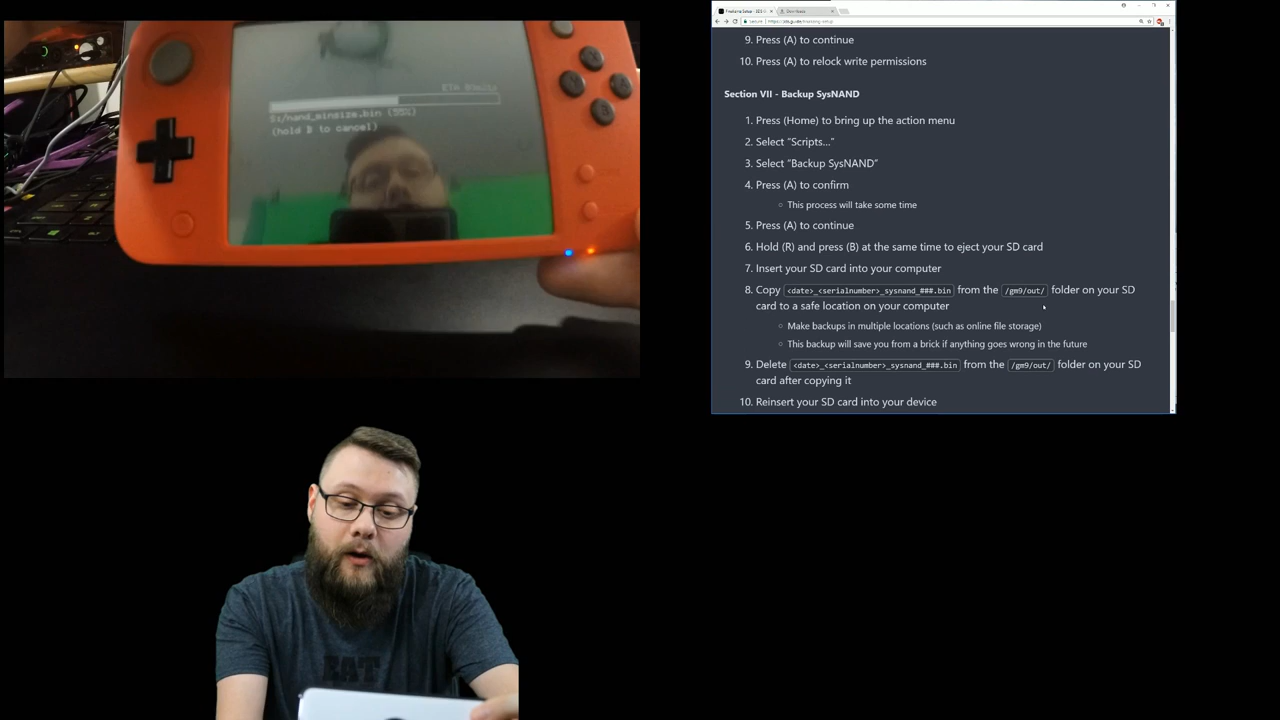 S:/nand_minsize.bin (55%)
(hold B to cancel)
9. Press (A) to continue
10. Press (A) to relock write permissions
Section VII - Backup SysNAND
1. Press (Home) to bring up the action menu
2. Select “Scripts...”
3. Select “Backup SysNAND”
4. Press (A) to confirm
This process will take some time
5. Press (A) to continue
6. Hold (R) and press (B) at the same time to eject your SD card
7. Insert your SD card into your computer
8. Copy <date>_<serialnumber>_sysnand_###.bin from the /gm9/out/ folder on your SD
card to a safe location on your computer
Make backups in multiple locations (such as online file storage)
This backup will save you from a brick if anything goes wrong in the future
9. Delete <date>_<serialnumber>_sysnand_###.bin from the /gm9/out/ folder on your SD
card after copying it
10. Reinsert your SD card into your device